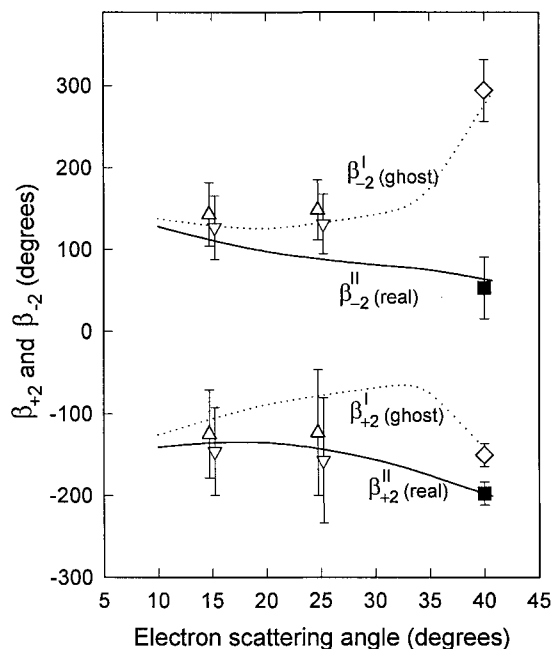 300
200
100
0
-100
-200
-300
β+2 and β-2 (degrees)
β^I_-2 (ghost)
β^II_-2 (real)
β^I_+2 (ghost)
β^II_+2 (real)
5 10 15 20 25 30 35 40 45
Electron scattering angle (degrees)